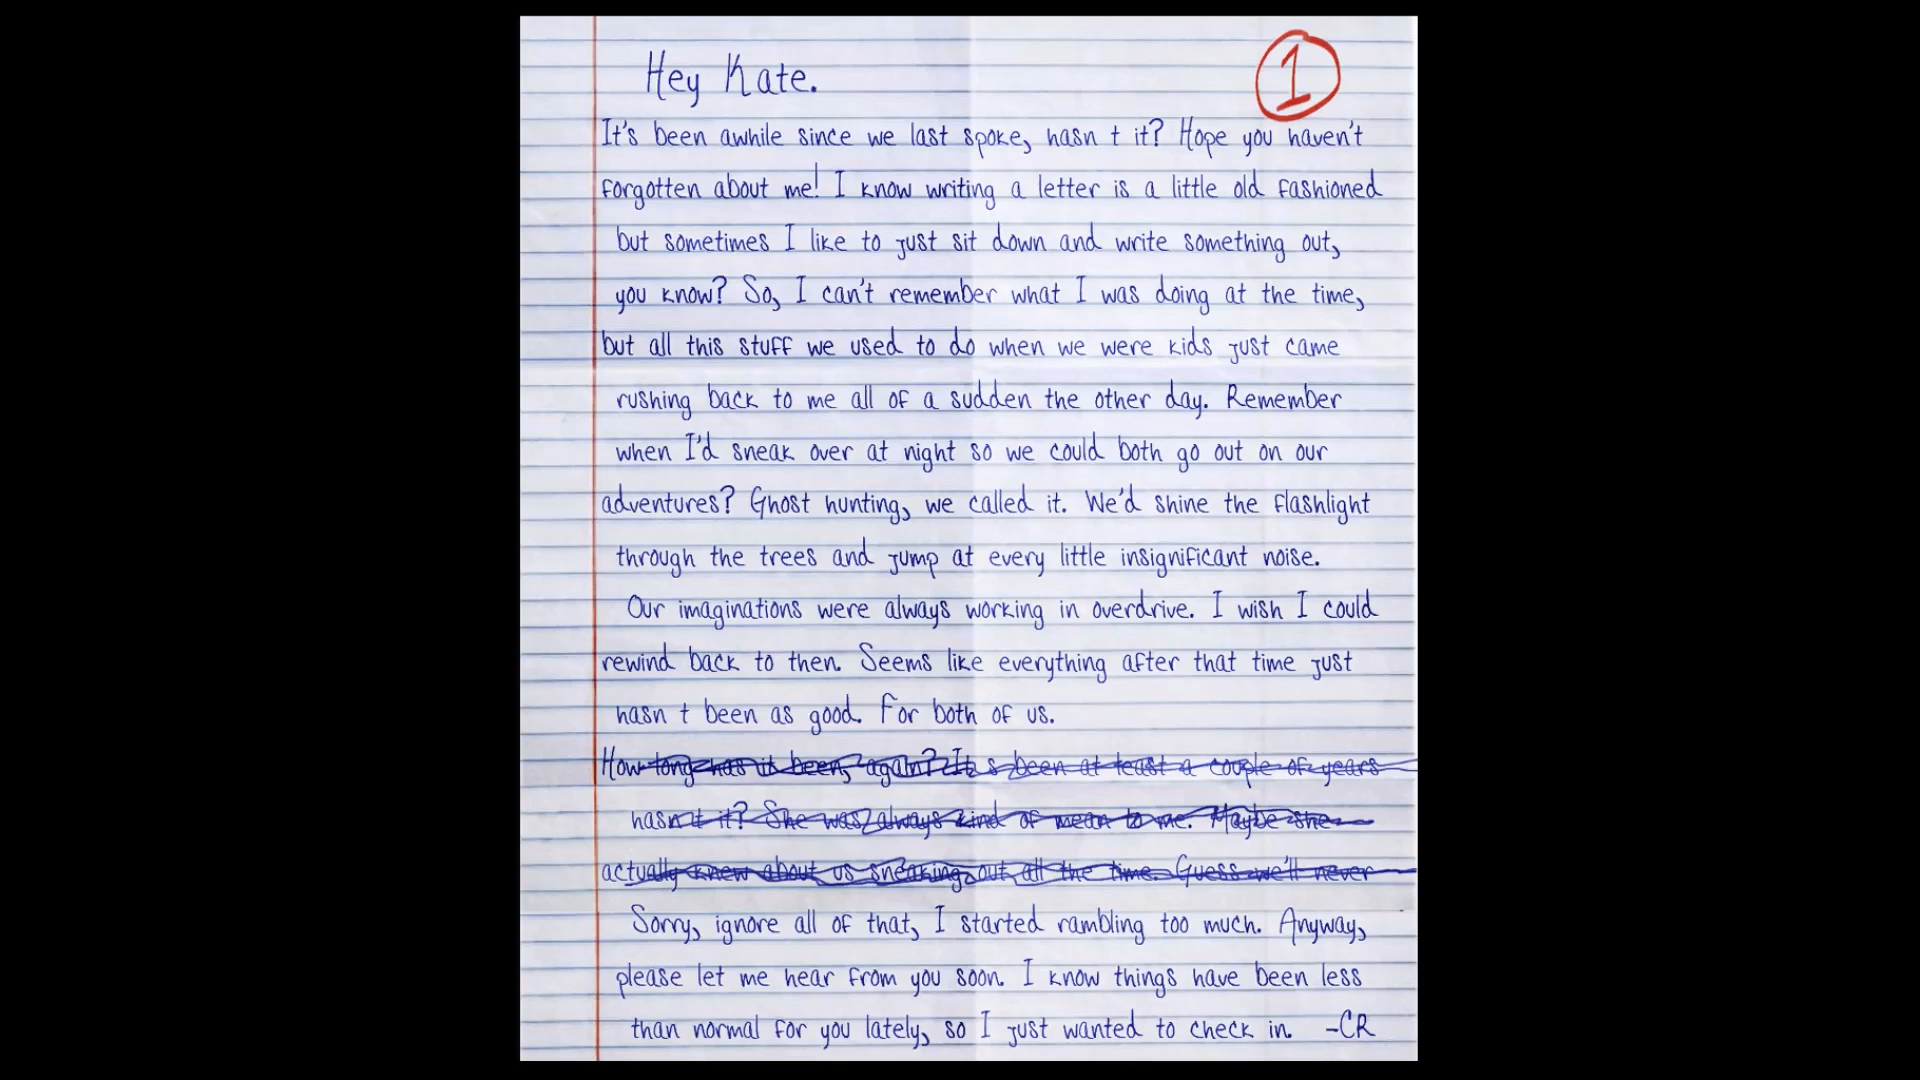 Hey Kate.
1
It's been awhile since we last spoke, hasn t it? Hope you haven't
forgotten about me! I know writing a letter is a little old fashioned
but sometimes I like to just sit down and write something out,
you know? So, I can't remember what I was doing at the time,
but all this stuff we used to do when we were kids just came
rushing back to me all of a sudden the other day. Remember
when I'd sneak over at night so we could both go out on our
adventures? Ghost hunting, we called it. We'd shine the flashlight
through the trees and jump at every little insignificant noise.
Our imaginations were always working in overdrive. I wish I could
rewind back to then. Seems like everything after that time just
hasn t been as good. For both of us.
How long has it been, again? It s been at least a couple of years
hasn t it? She was always kind of mean to me. Maybe she
actually knew about us sneaking out all the time. Guess we'll never
Sorry, ignore all of that, I started rambling too much. Anyway,
please let me hear from you soon. I know things have been less
than normal for you lately, so I just wanted to check in. -CR